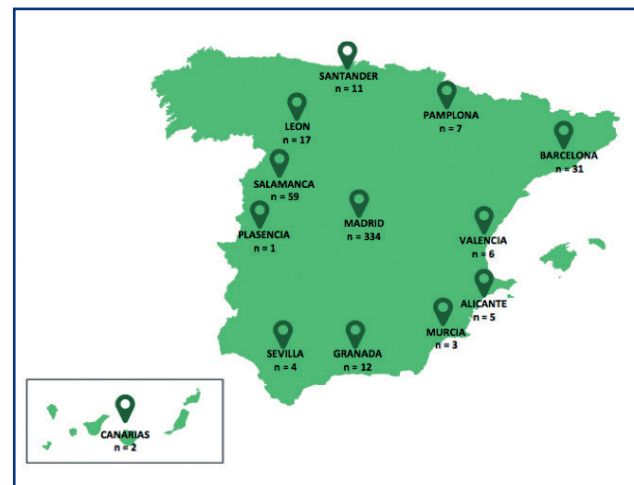 SANTANDER
n = 11
PAMPLONA
n = 7
LEON
n = 17
BARCELONA
n = 31
SALAMANCA
n = 59
MADRID
n = 334
PLASENCIA
n = 1
VALENCIA
n = 6
ALICANTE
n = 5
MURCIA
n = 3
SEVILLA
n = 4
GRANADA
n = 12
CANARIAS
n = 2